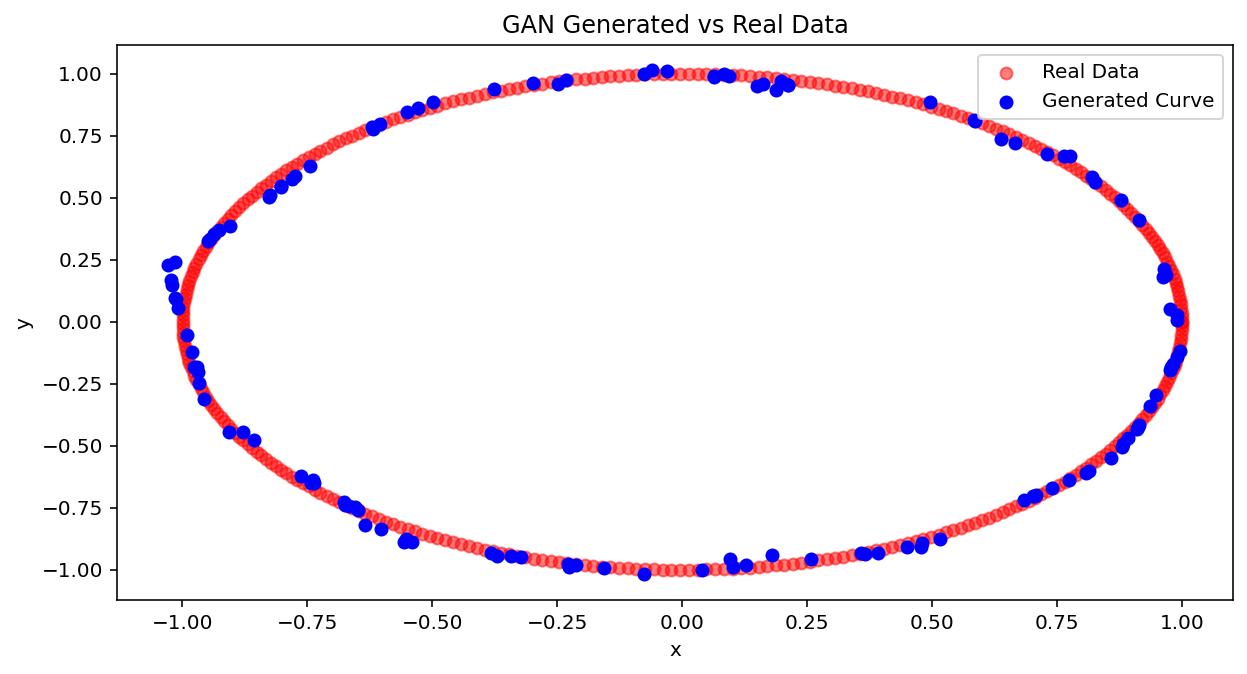 GAN Generated vs Real Data
Real Data
Generated Curve
1.00
0.75
0.50
0.25
0.00
−0.25
−0.50
−0.75
−1.00
y
−1.00 −0.75 −0.50 −0.25 0.00 0.25 0.50 0.75 1.00
x